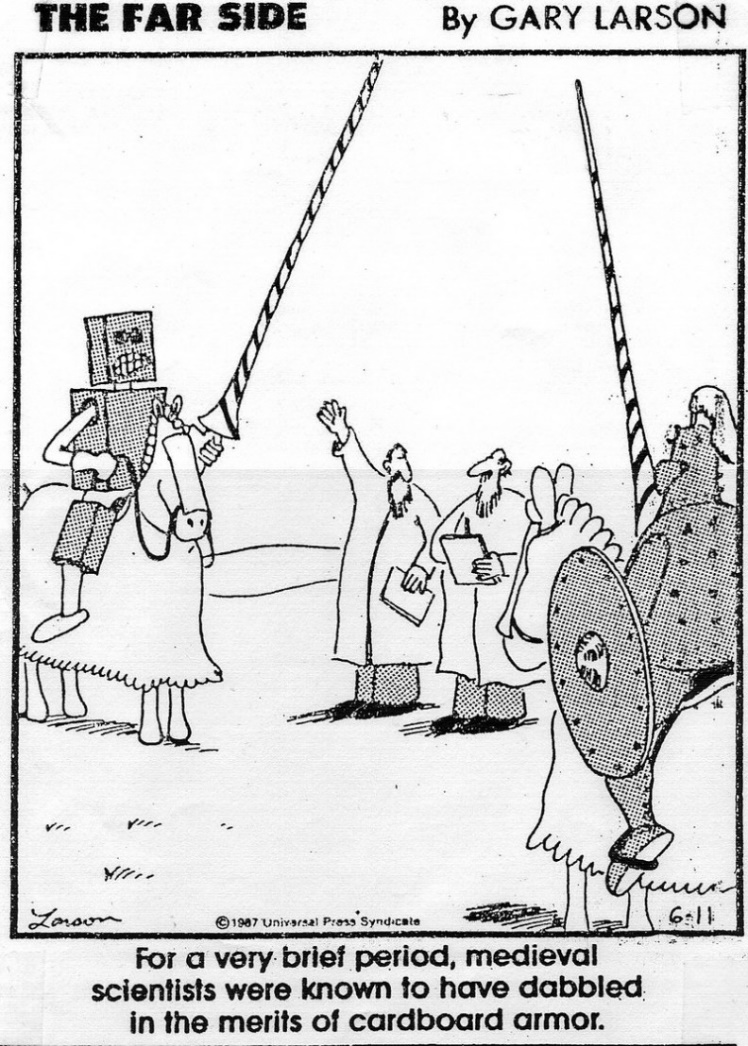 THE FAR SIDE By GARY LARSON
Larson ©1987 Universal Press Syndicate 6-11
For a very brief period, medieval
scientists were known to have dabbled
in the merits of cardboard armor.